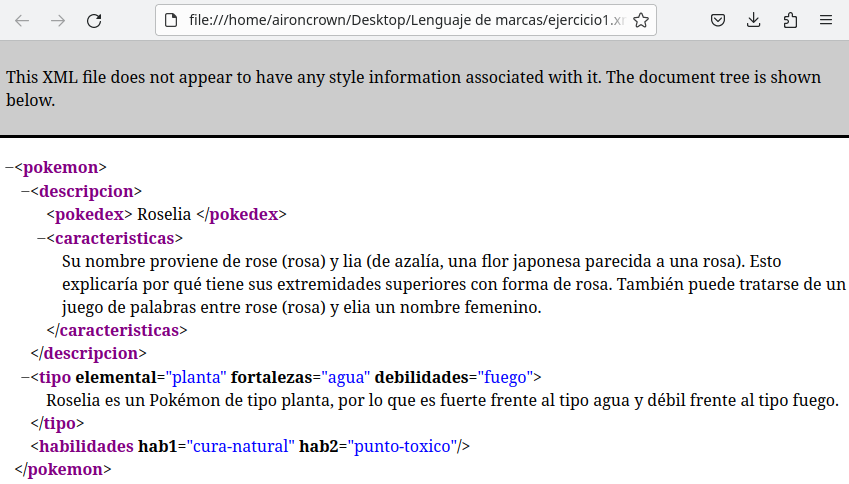 file:///home/aironcrown/Desktop/Lenguaje de marcas/ejercicio1.xm
This XML file does not appear to have any style information associated with it. The document tree is shown
below.
−<pokemon>
−<descripcion>
<pokedex> Roselia </pokedex>
−<caracteristicas>
Su nombre proviene de rose (rosa) y lia (de azalía, una flor japonesa parecida a una rosa). Esto
explicaría por qué tiene sus extremidades superiores con forma de rosa. También puede tratarse de un
juego de palabras entre rose (rosa) y elia un nombre femenino.
</caracteristicas>
</descripcion>
−<tipo elemental="planta" fortalezas="agua" debilidades="fuego">
Roselia es un Pokémon de tipo planta, por lo que es fuerte frente al tipo agua y débil frente al tipo fuego.
</tipo>
<habilidades hab1="cura-natural" hab2="punto-toxico"/>
</pokemon>